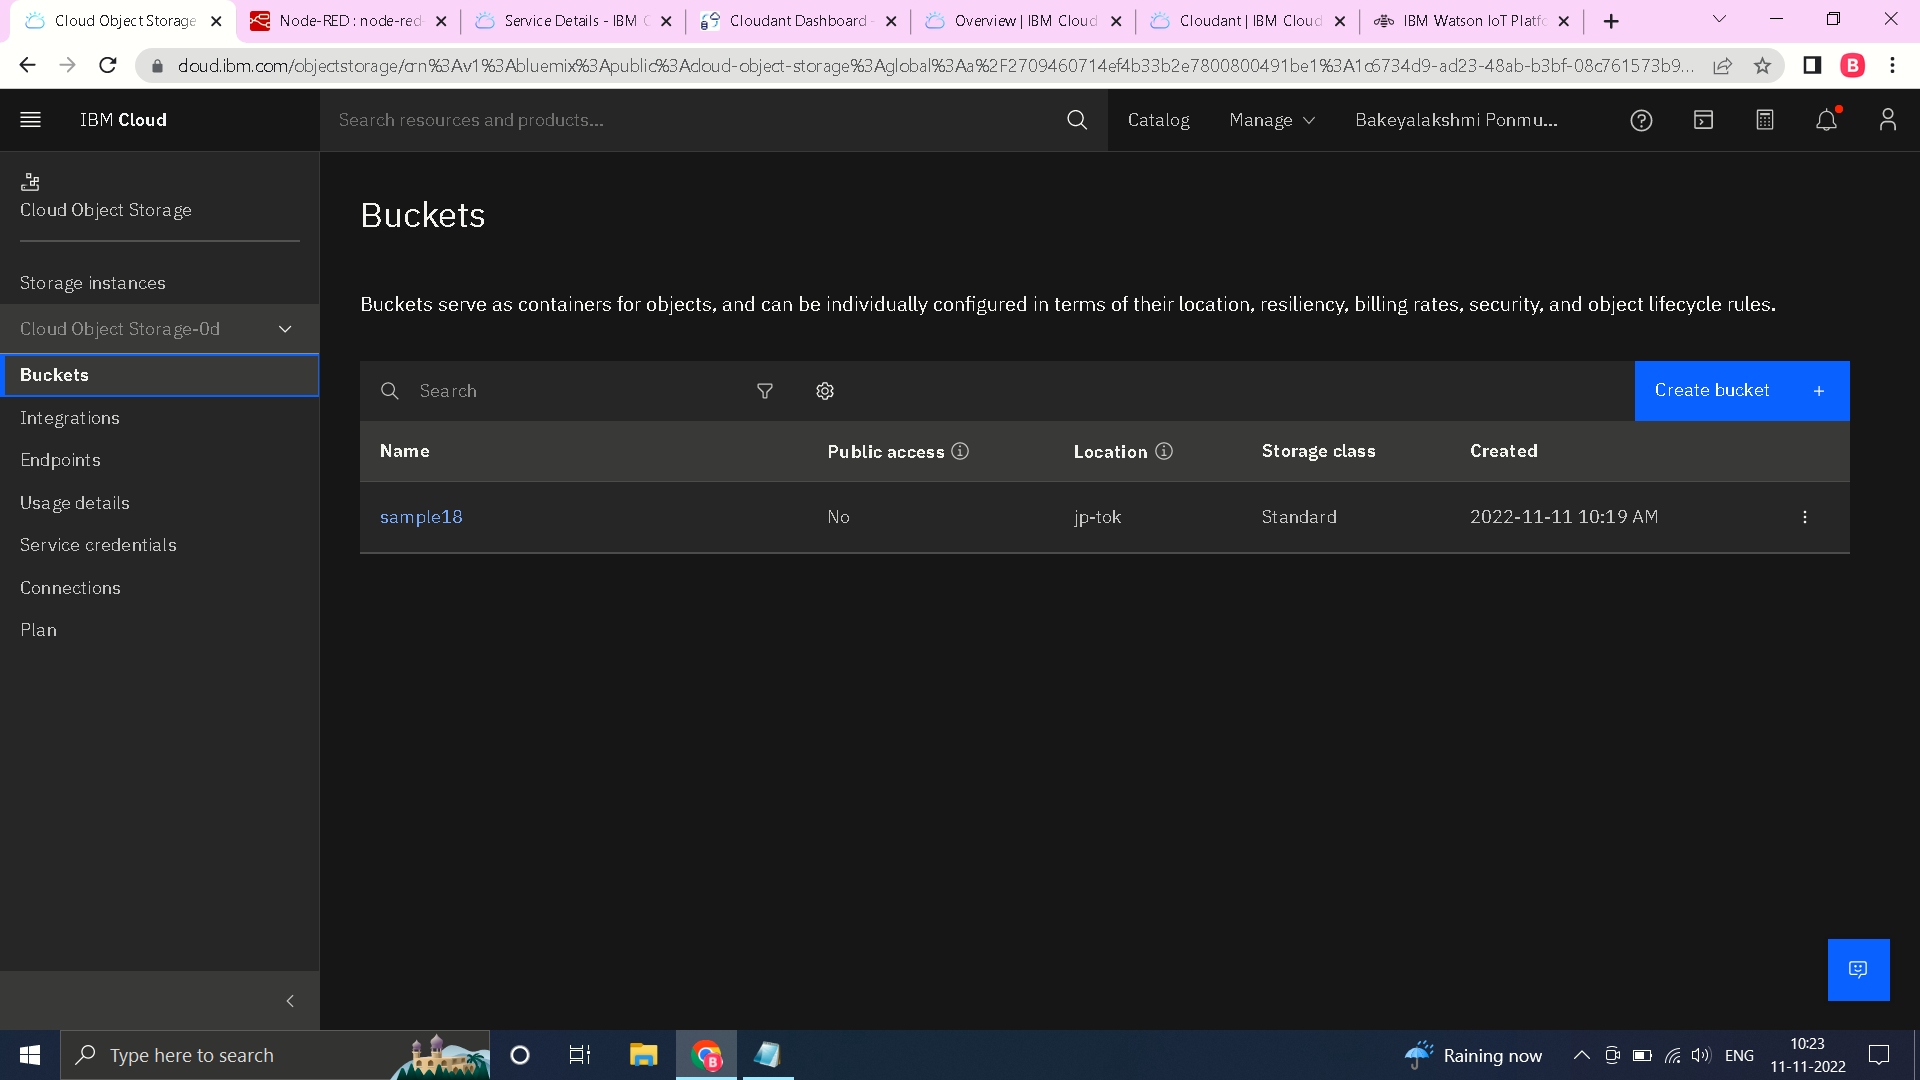 Cloud Object Storage
Node-RED : node-red-
Service Details - IBM C
Cloudant Dashboard -
Overview | IBM Cloud
Cloudant | IBM Cloud
IBM Watson IoT Platfo
cloud.ibm.com/objectstorage/crn%3Av1%3Abluemix%3Apublic%3Acloud-object-storage%3Aglobal%3Aa%2F2709460714ef4b33b2e7800800491be1%3A1c6734d9-ad23-48ab-b3bf-08c761573b9...
B
IBM Cloud
Search resources and products...
Catalog
Manage
Bakeyalakshmi Ponmu...
Cloud Object Storage
Storage instances
Cloud Object Storage-0d
Buckets
Integrations
Endpoints
Usage details
Service credentials
Connections
Plan
Buckets
Buckets serve as containers for objects, and can be individually configured in terms of their location, resiliency, billing rates, security, and object lifecycle rules.
Search
Create bucket +
Name Public access Location Storage class Created
sample18 No jp-tok Standard 2022-11-11 10:19 AM
Type here to search
B
Raining now
ENG
10:23
11-11-2022